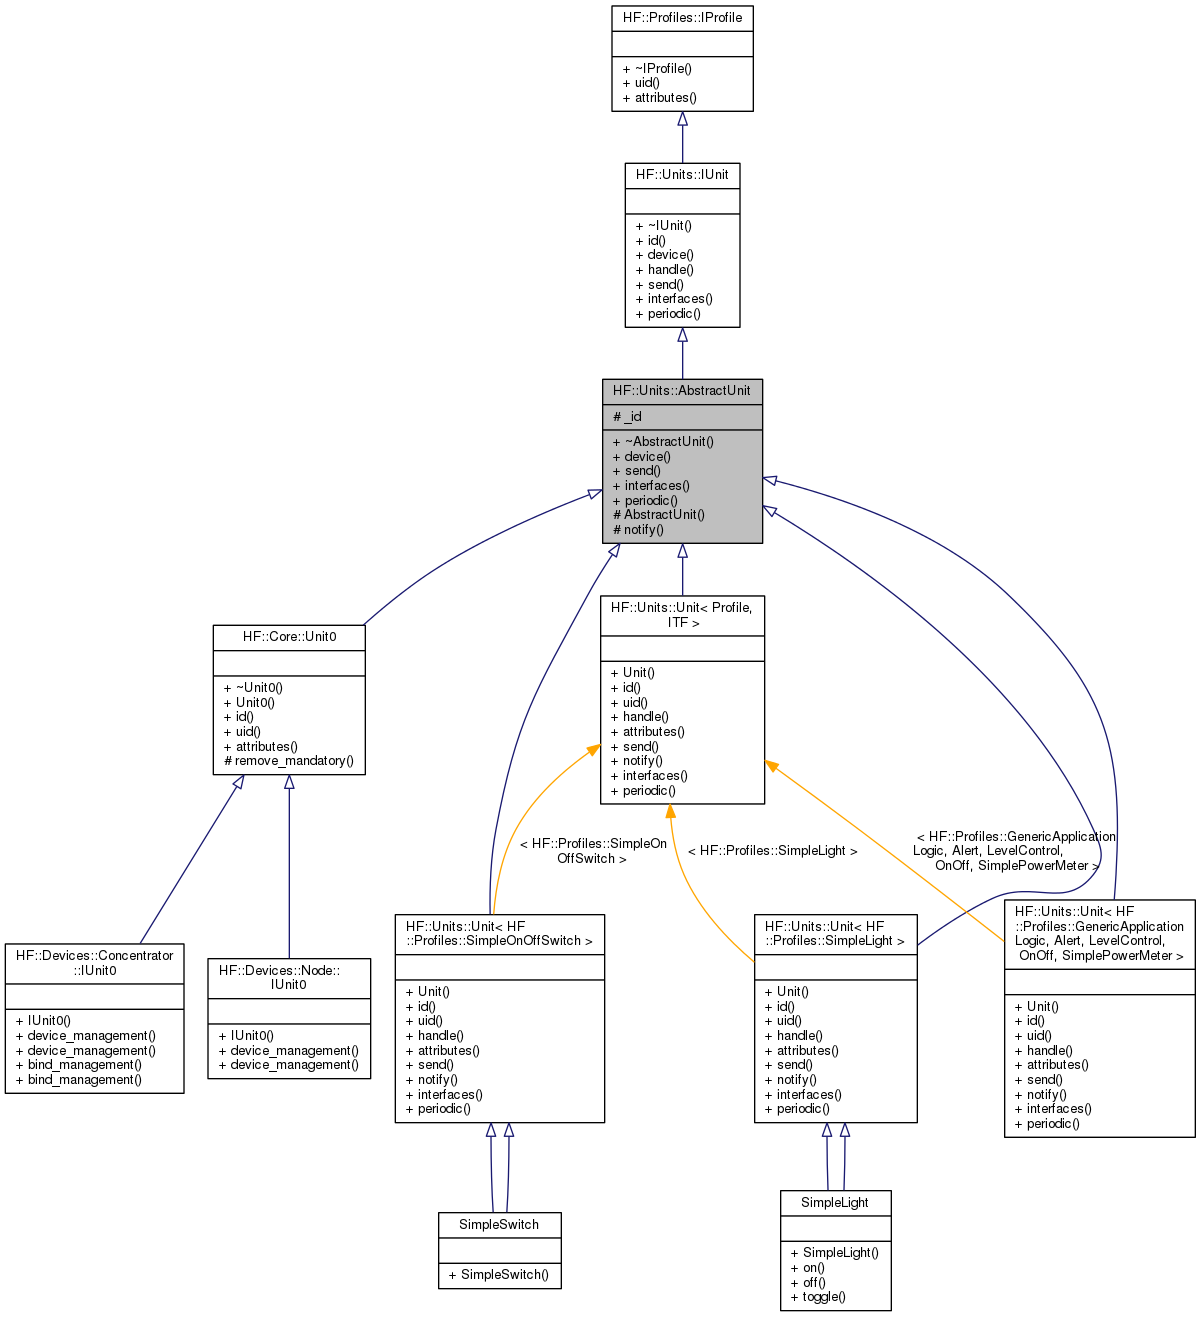 HF::Profiles::IProfile
+ ~IProfile()
+ uid()
+ attributes()
HF::Units::IUnit
+ ~IUnit()
+ id()
+ device()
+ handle()
+ send()
+ interfaces()
+ periodic()
HF::Units::AbstractUnit
# _id
+ ~AbstractUnit()
+ device()
+ send()
+ interfaces()
+ periodic()
# AbstractUnit()
# notify()
HF::Core::Unit0
+ ~Unit0()
+ Unit0()
+ id()
+ uid()
+ attributes()
# remove_mandatory()
HF::Units::Unit< Profile,
ITF >
+ Unit()
+ id()
+ uid()
+ handle()
+ attributes()
+ send()
+ notify()
+ interfaces()
+ periodic()
< HF::Profiles::SimpleOn
OffSwitch >
< HF::Profiles::SimpleLight >
< HF::Profiles::GenericApplication
Logic, Alert, LevelControl,
OnOff, SimplePowerMeter >
HF::Devices::Concentrator
::IUnit0
+ IUnit0()
+ device_management()
+ device_management()
+ bind_management()
+ bind_management()
HF::Devices::Node::
IUnit0
+ IUnit0()
+ device_management()
+ device_management()
HF::Units::Unit< HF
::Profiles::SimpleOnOffSwitch >
+ Unit()
+ id()
+ uid()
+ handle()
+ attributes()
+ send()
+ notify()
+ interfaces()
+ periodic()
HF::Units::Unit< HF
::Profiles::SimpleLight >
+ Unit()
+ id()
+ uid()
+ handle()
+ attributes()
+ send()
+ notify()
+ interfaces()
+ periodic()
HF::Units::Unit< HF
::Profiles::GenericApplication
Logic, Alert, LevelControl,
OnOff, SimplePowerMeter >
+ Unit()
+ id()
+ uid()
+ handle()
+ attributes()
+ send()
+ notify()
+ interfaces()
+ periodic()
SimpleSwitch
+ SimpleSwitch()
SimpleLight
+ SimpleLight()
+ on()
+ off()
+ toggle()